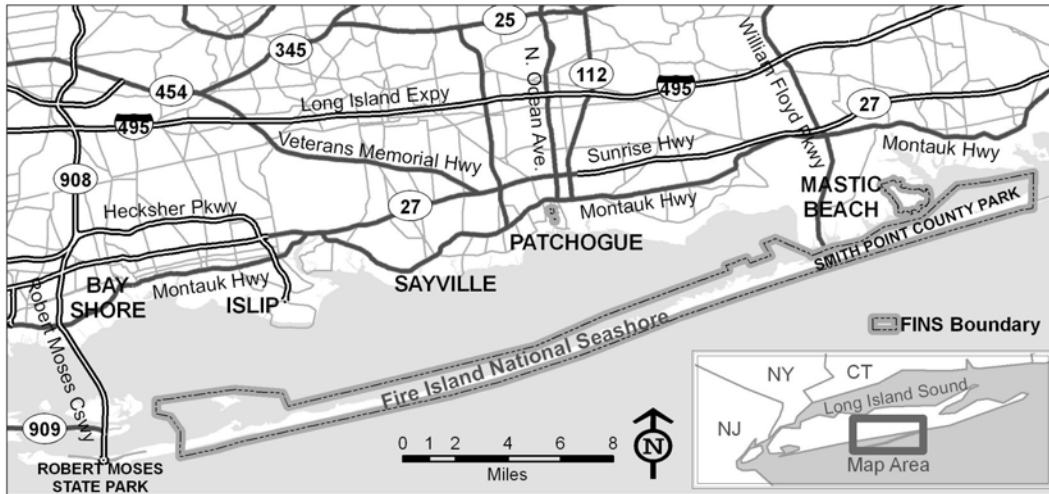 25
345
N. Ocean Ave.
112
William Floyd Pkwy
495
454
Long Island Expy
27
495
Veterans Memorial Hwy
Sunrise Hwy
Montauk Hwy
908
MASTIC
BEACH
Hecksher Pkwy
27
Montauk Hwy
PATCHOGUE
SMITH POINT COUNTY PARK
BAY
SHORE
Montauk Hwy
ISLIP
SAYVILLE
Robert Moses Cswy
Fire Island National Seashore
FINS Boundary
NY
CT
Long Island Sound
NJ
Map Area
909
ROBERT MOSES
STATE PARK
0 1 2 4 6 8
Miles
N